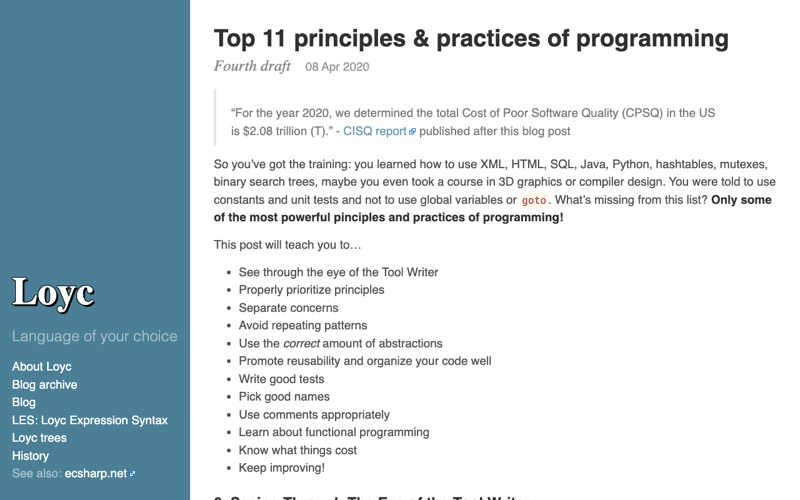 Top 11 principles & practices of programming
Fourth draft 08 Apr 2020
“For the year 2020, we determined the total Cost of Poor Software Quality (CPSQ) in the US
is $2.08 trillion (T).” - CISQ report published after this blog post
So you’ve got the training: you learned how to use XML, HTML, SQL, Java, Python, hashtables, mutexes,
binary search trees, maybe you even took a course in 3D graphics or compiler design. You were told to use
constants and unit tests and not to use global variables or goto. What’s missing from this list? Only some
of the most powerful pinciples and practices of programming!
This post will teach you to…
• See through the eye of the Tool Writer
• Properly prioritize principles
• Separate concerns
• Avoid repeating patterns
• Use the correct amount of abstractions
• Promote reusability and organize your code well
• Write good tests
• Pick good names
• Use comments appropriately
• Learn about functional programming
• Know what things cost
• Keep improving!
Loyc
Language of your choice
About Loyc
Blog archive
Blog
LES: Loyc Expression Syntax
Loyc trees
History
See also: ecsharp.net